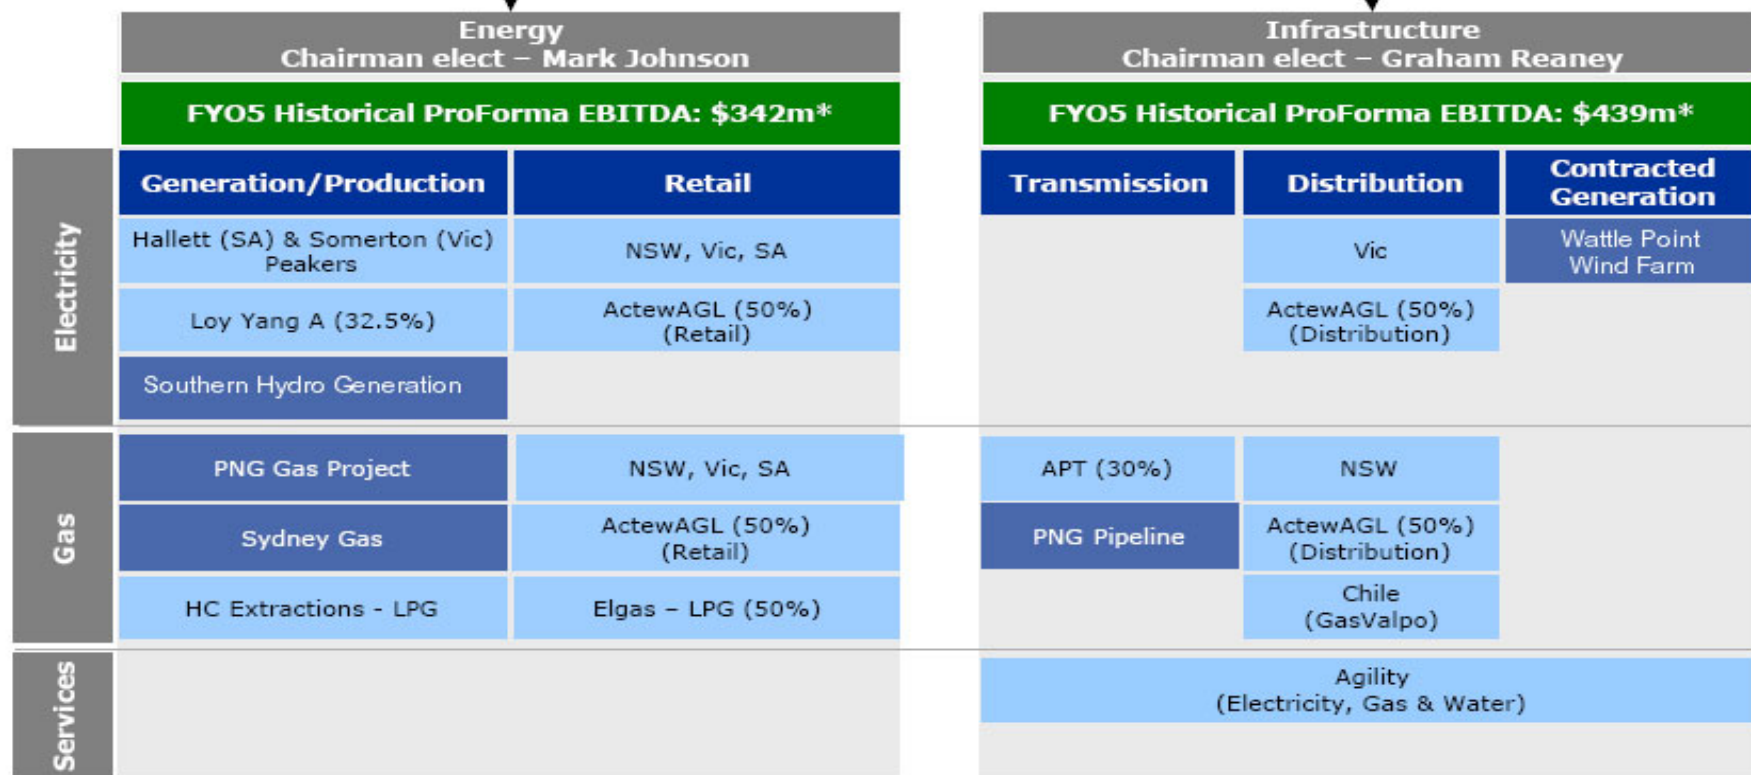 Energy
Chairman elect – Mark Johnson
Infrastructure
Chairman elect – Graham Reaney
FYO5 Historical ProForma EBITDA: $342m*
FYO5 Historical ProForma EBITDA: $439m*
Generation/Production
Retail
Transmission
Distribution
Contracted
Generation
Electricity
Hallett (SA) & Somerton (Vic)
Peakers
NSW, Vic, SA
Vic
Wattle Point
Wind Farm
Loy Yang A (32.5%)
ActewAGL (50%)
(Retail)
ActewAGL (50%)
(Distribution)
Southern Hydro Generation
Gas
PNG Gas Project
NSW, Vic, SA
APT (30%)
NSW
Sydney Gas
ActewAGL (50%)
(Retail)
PNG Pipeline
ActewAGL (50%)
(Distribution)
HC Extractions - LPG
Elgas – LPG (50%)
Chile
(GasValpo)
Services
Agility
(Electricity, Gas & Water)